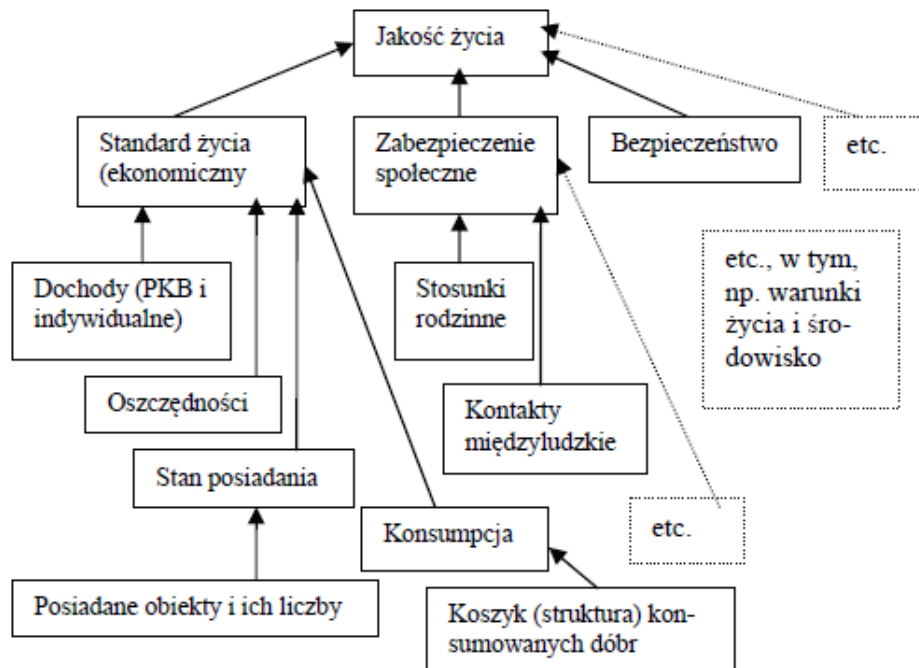 Jakość życia
Standard życia
(ekonomiczny
Zabezpieczenie
społeczne
Bezpieczeństwo
etc.
etc., w tym,
np. warunki
życia i śro-
dowisko
Dochody (PKB i
indywidualne)
Stosunki
rodzinne
Oszczędności
Kontakty
międzyludzkie
Stan posiadania
Konsumpcja
etc.
Posiadane obiekty i ich liczby
Koszyk (struktura) kon-
sumowanych dóbr